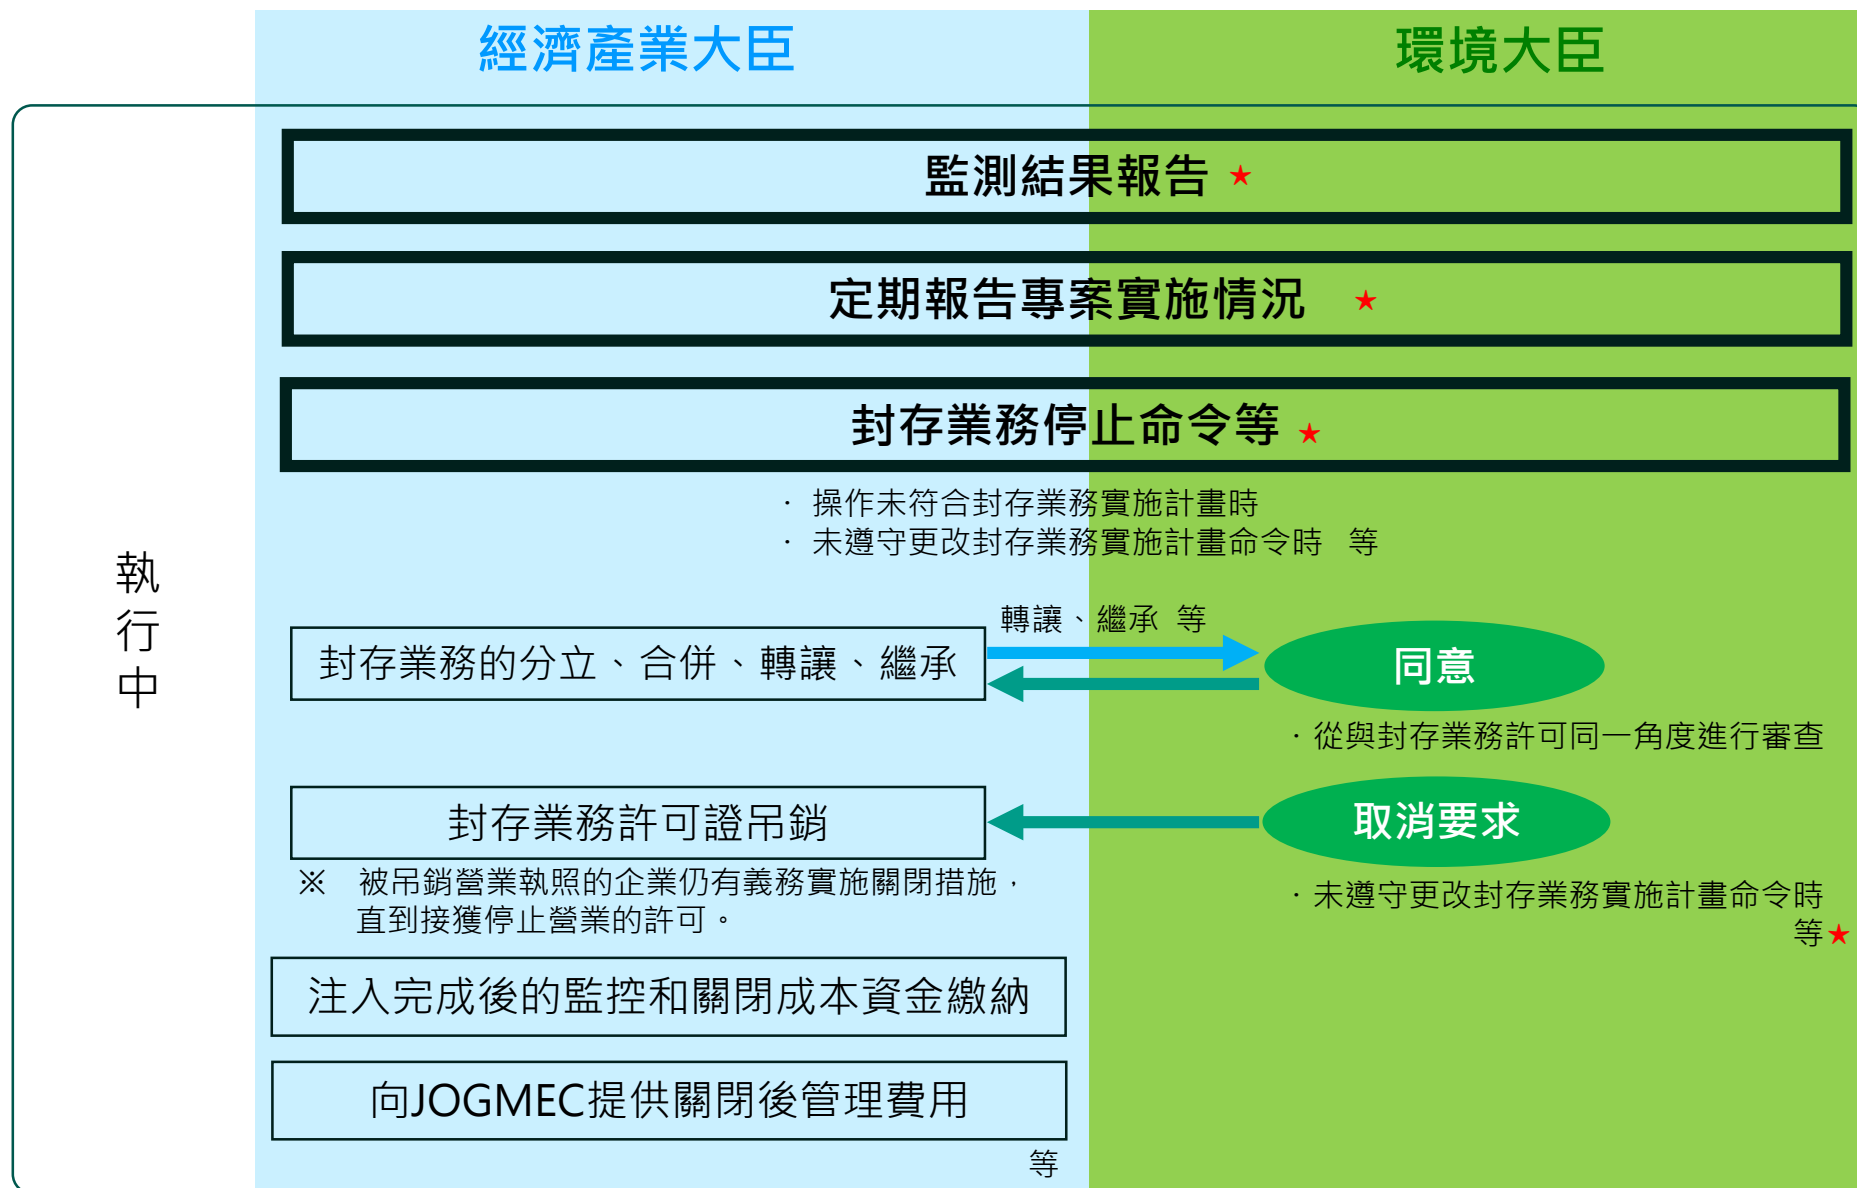 經濟產業大臣
環境大臣
監測結果報告 ★
定期報告專案實施情況 ★
封存業務停止命令等 ★
· 操作未符合封存業務實施計畫時
· 未遵守更改封存業務實施計畫命令時 等
執行中
轉讓、繼承 等
封存業務的分立、合併、轉讓、繼承
同意
· 從與封存業務許可同一角度進行審查
封存業務許可證吊銷
取消要求
※ 被吊銷營業執照的企業仍有義務實施關閉措施，
直到接獲停止營業的許可。
· 未遵守更改封存業務實施計畫命令時
等★
注入完成後的監控和關閉成本資金繳納
向JOGMEC提供關閉後管理費用
等